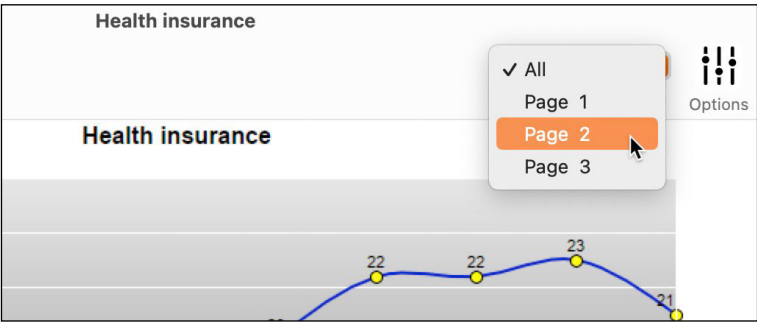 Health insurance
✓ All
Page 1
Options
Health insurance
Page 2
Page 3
23
22
22
21